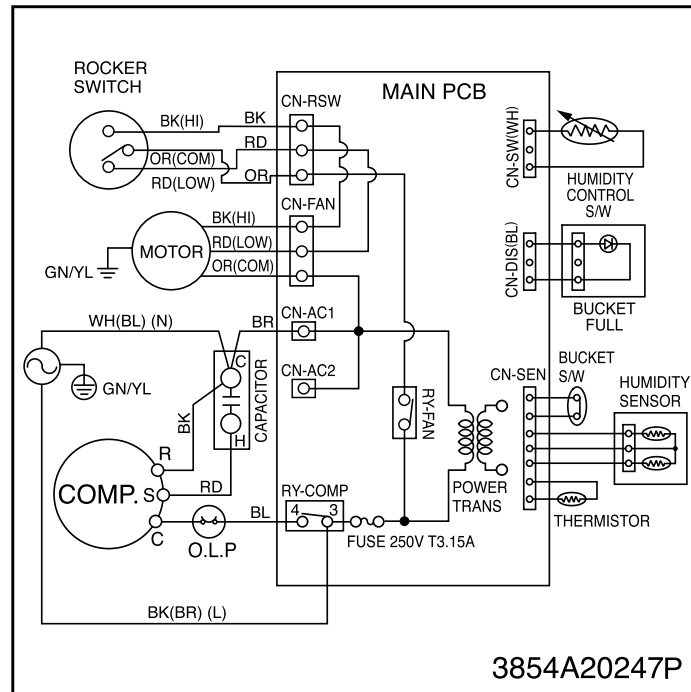 ROCKER
SWITCH
MAIN PCB
CN-RSW
BK(HI)
BK
OR(COM)
RD
RD(LOW)
OR
CN-SW(WH)
HUMIDITY
CONTROL
S/W
CN-FAN
BK(HI)
MOTOR
RD(LOW)
OR(COM)
GN/YL
CN-DIS(BL)
BUCKET
FULL
WH(BL) (N)
BR
CN-AC1
CN-AC2
C
H
CAPACITOR
GN/YL
BK
RY-FAN
CN-SEN
BUCKET
S/W
HUMIDITY
SENSOR
R
COMP.
S
RD
C
O.L.P
BL
RY-COMP
4
3
FUSE 250V T3.15A
POWER
TRANS
THERMISTOR
BK(BR) (L)
3854A20247P